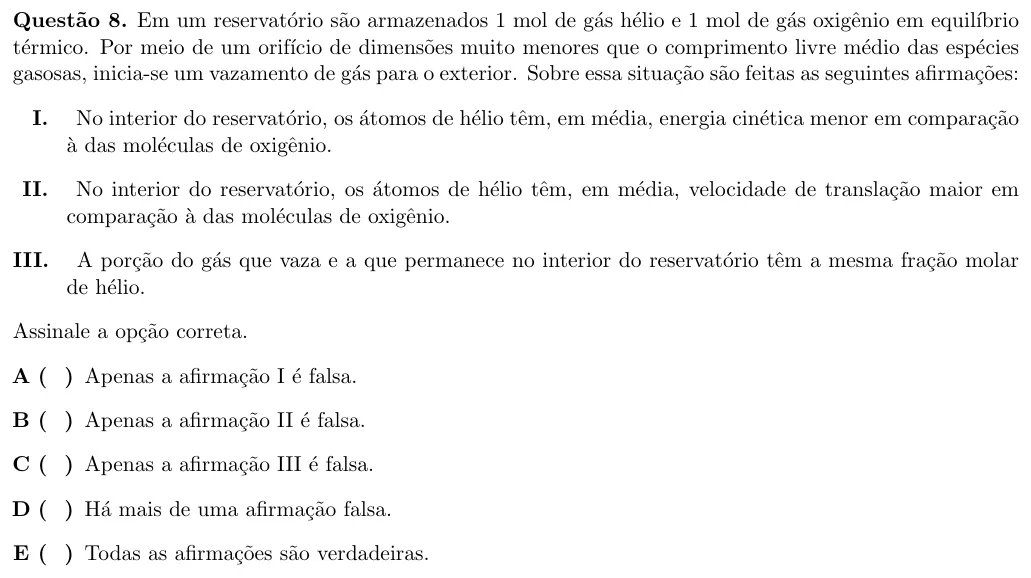 Questão 8. Em um reservatório são armazenados 1 mol de gás hélio e 1 mol de gás oxigênio em equilíbrio
térmico. Por meio de um orifício de dimensões muito menores que o comprimento livre médio das espécies
gasosas, inicia-se um vazamento de gás para o exterior. Sobre essa situação são feitas as seguintes afirmações:
I. No interior do reservatório, os átomos de hélio têm, em média, energia cinética menor em comparação
à das moléculas de oxigênio.
II. No interior do reservatório, os átomos de hélio têm, em média, velocidade de translação maior em
comparação à das moléculas de oxigênio.
III. A porção do gás que vaza e a que permanece no interior do reservatório têm a mesma fração molar
de hélio.
Assinale a opção correta.
A ( ) Apenas a afirmação I é falsa.
B ( ) Apenas a afirmação II é falsa.
C ( ) Apenas a afirmação III é falsa.
D ( ) Há mais de uma afirmação falsa.
E ( ) Todas as afirmações são verdadeiras.